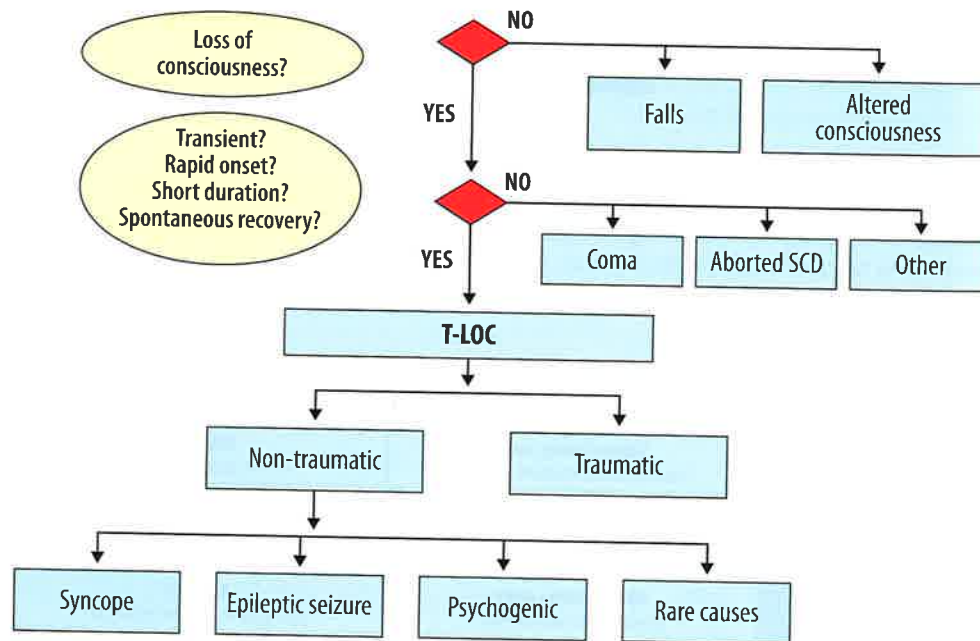 Loss of
consciousness?
NO
YES
Falls
Altered
consciousness
Transient?
Rapid onset?
Short duration?
Spontaneous recovery?
NO
YES
Coma
Aborted SCD
Other
T-LOC
Non-traumatic
Traumatic
Syncope
Epileptic seizure
Psychogenic
Rare causes